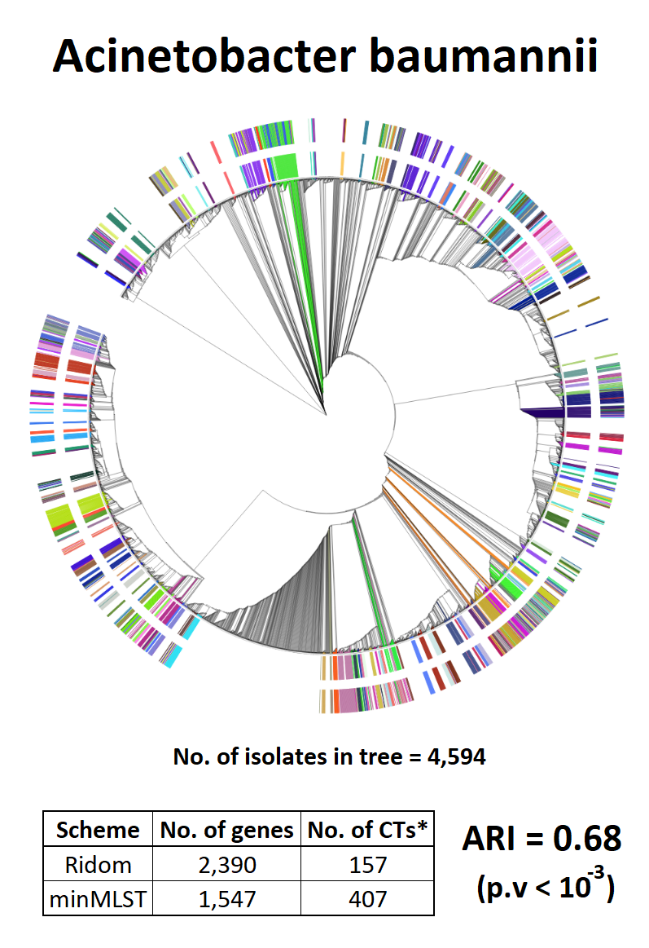 Acinetobacter baumannii
No. of isolates in tree = 4,594
Scheme No. of genes No. of CTs*
Ridom 2,390 157
minMLST 1,547 407
ARI = 0.68
(p.v < 10⁻³)